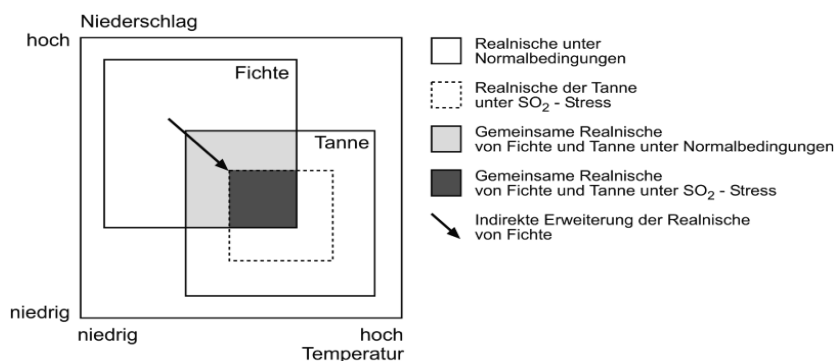 Niederschlag
hoch
Fichte
Tanne
niedrig
niedrig
hoch
Temperatur
Realnische unter
Normalbedingungen
Realnische der Tanne
unter SO2 - Stress
Gemeinsame Realnische
von Fichte und Tanne unter Normalbedingungen
Gemeinsame Realnische
von Fichte und Tanne unter SO2 - Stress
Indirekte Erweiterung der Realnische
von Fichte